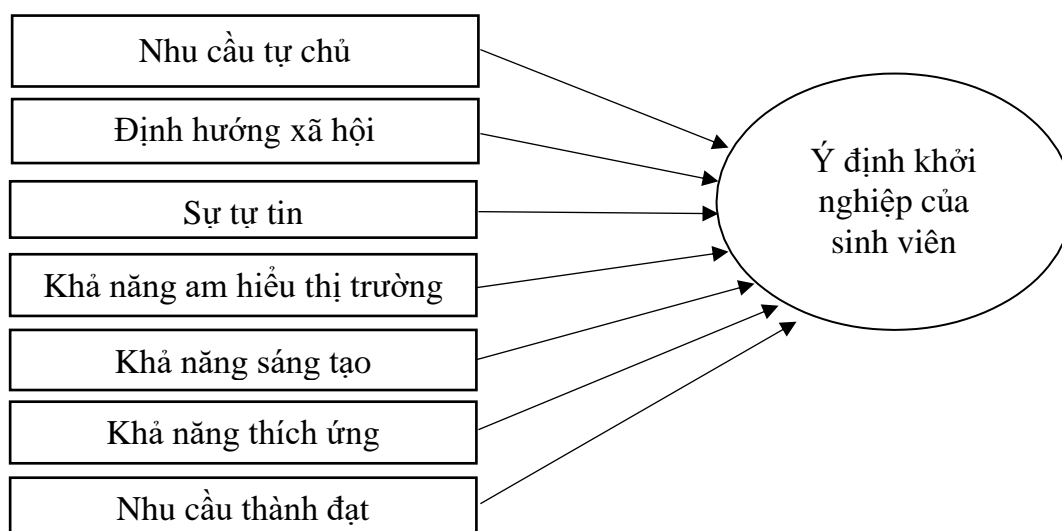 Nhu cầu tự chủ
Định hướng xã hội
Sự tự tin
Khả năng am hiểu thị trường
Khả năng sáng tạo
Khả năng thích ứng
Nhu cầu thành đạt
Ý định khởi
nghiệp của
sinh viên